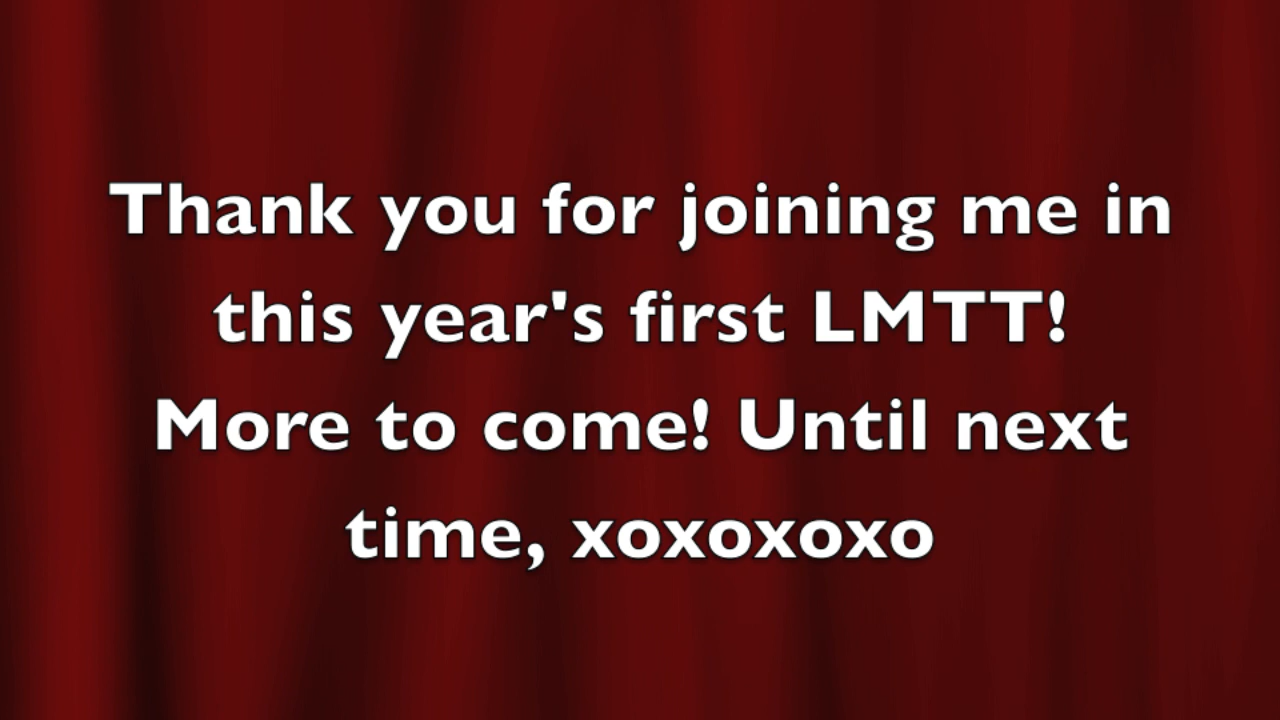 Thank you for joining me in
this year's first LMTT!
More to come! Until next
time, xoxoxoxo